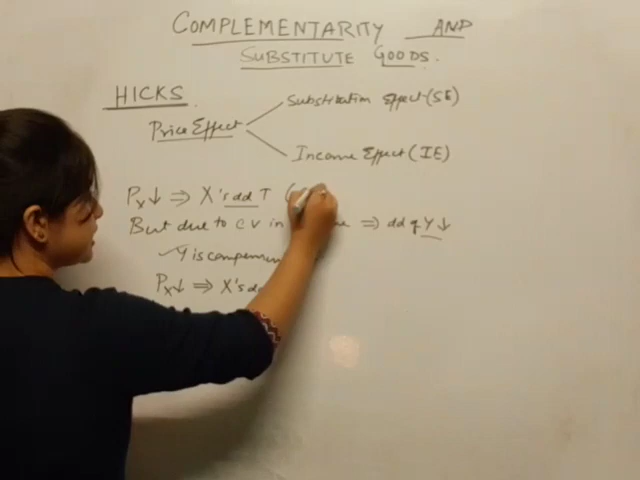 COMPLEMENTARITY AND
SUBSTITUTE GOODS.
HICKS
Price Effect
Substitution Effect (SE)
Income Effect (IE)
Px↓ ⇒ X's dd ↑ (
But due to CV in ⇒ dd of Y ↓
✓ Y is
Px↓ ⇒ X's dd